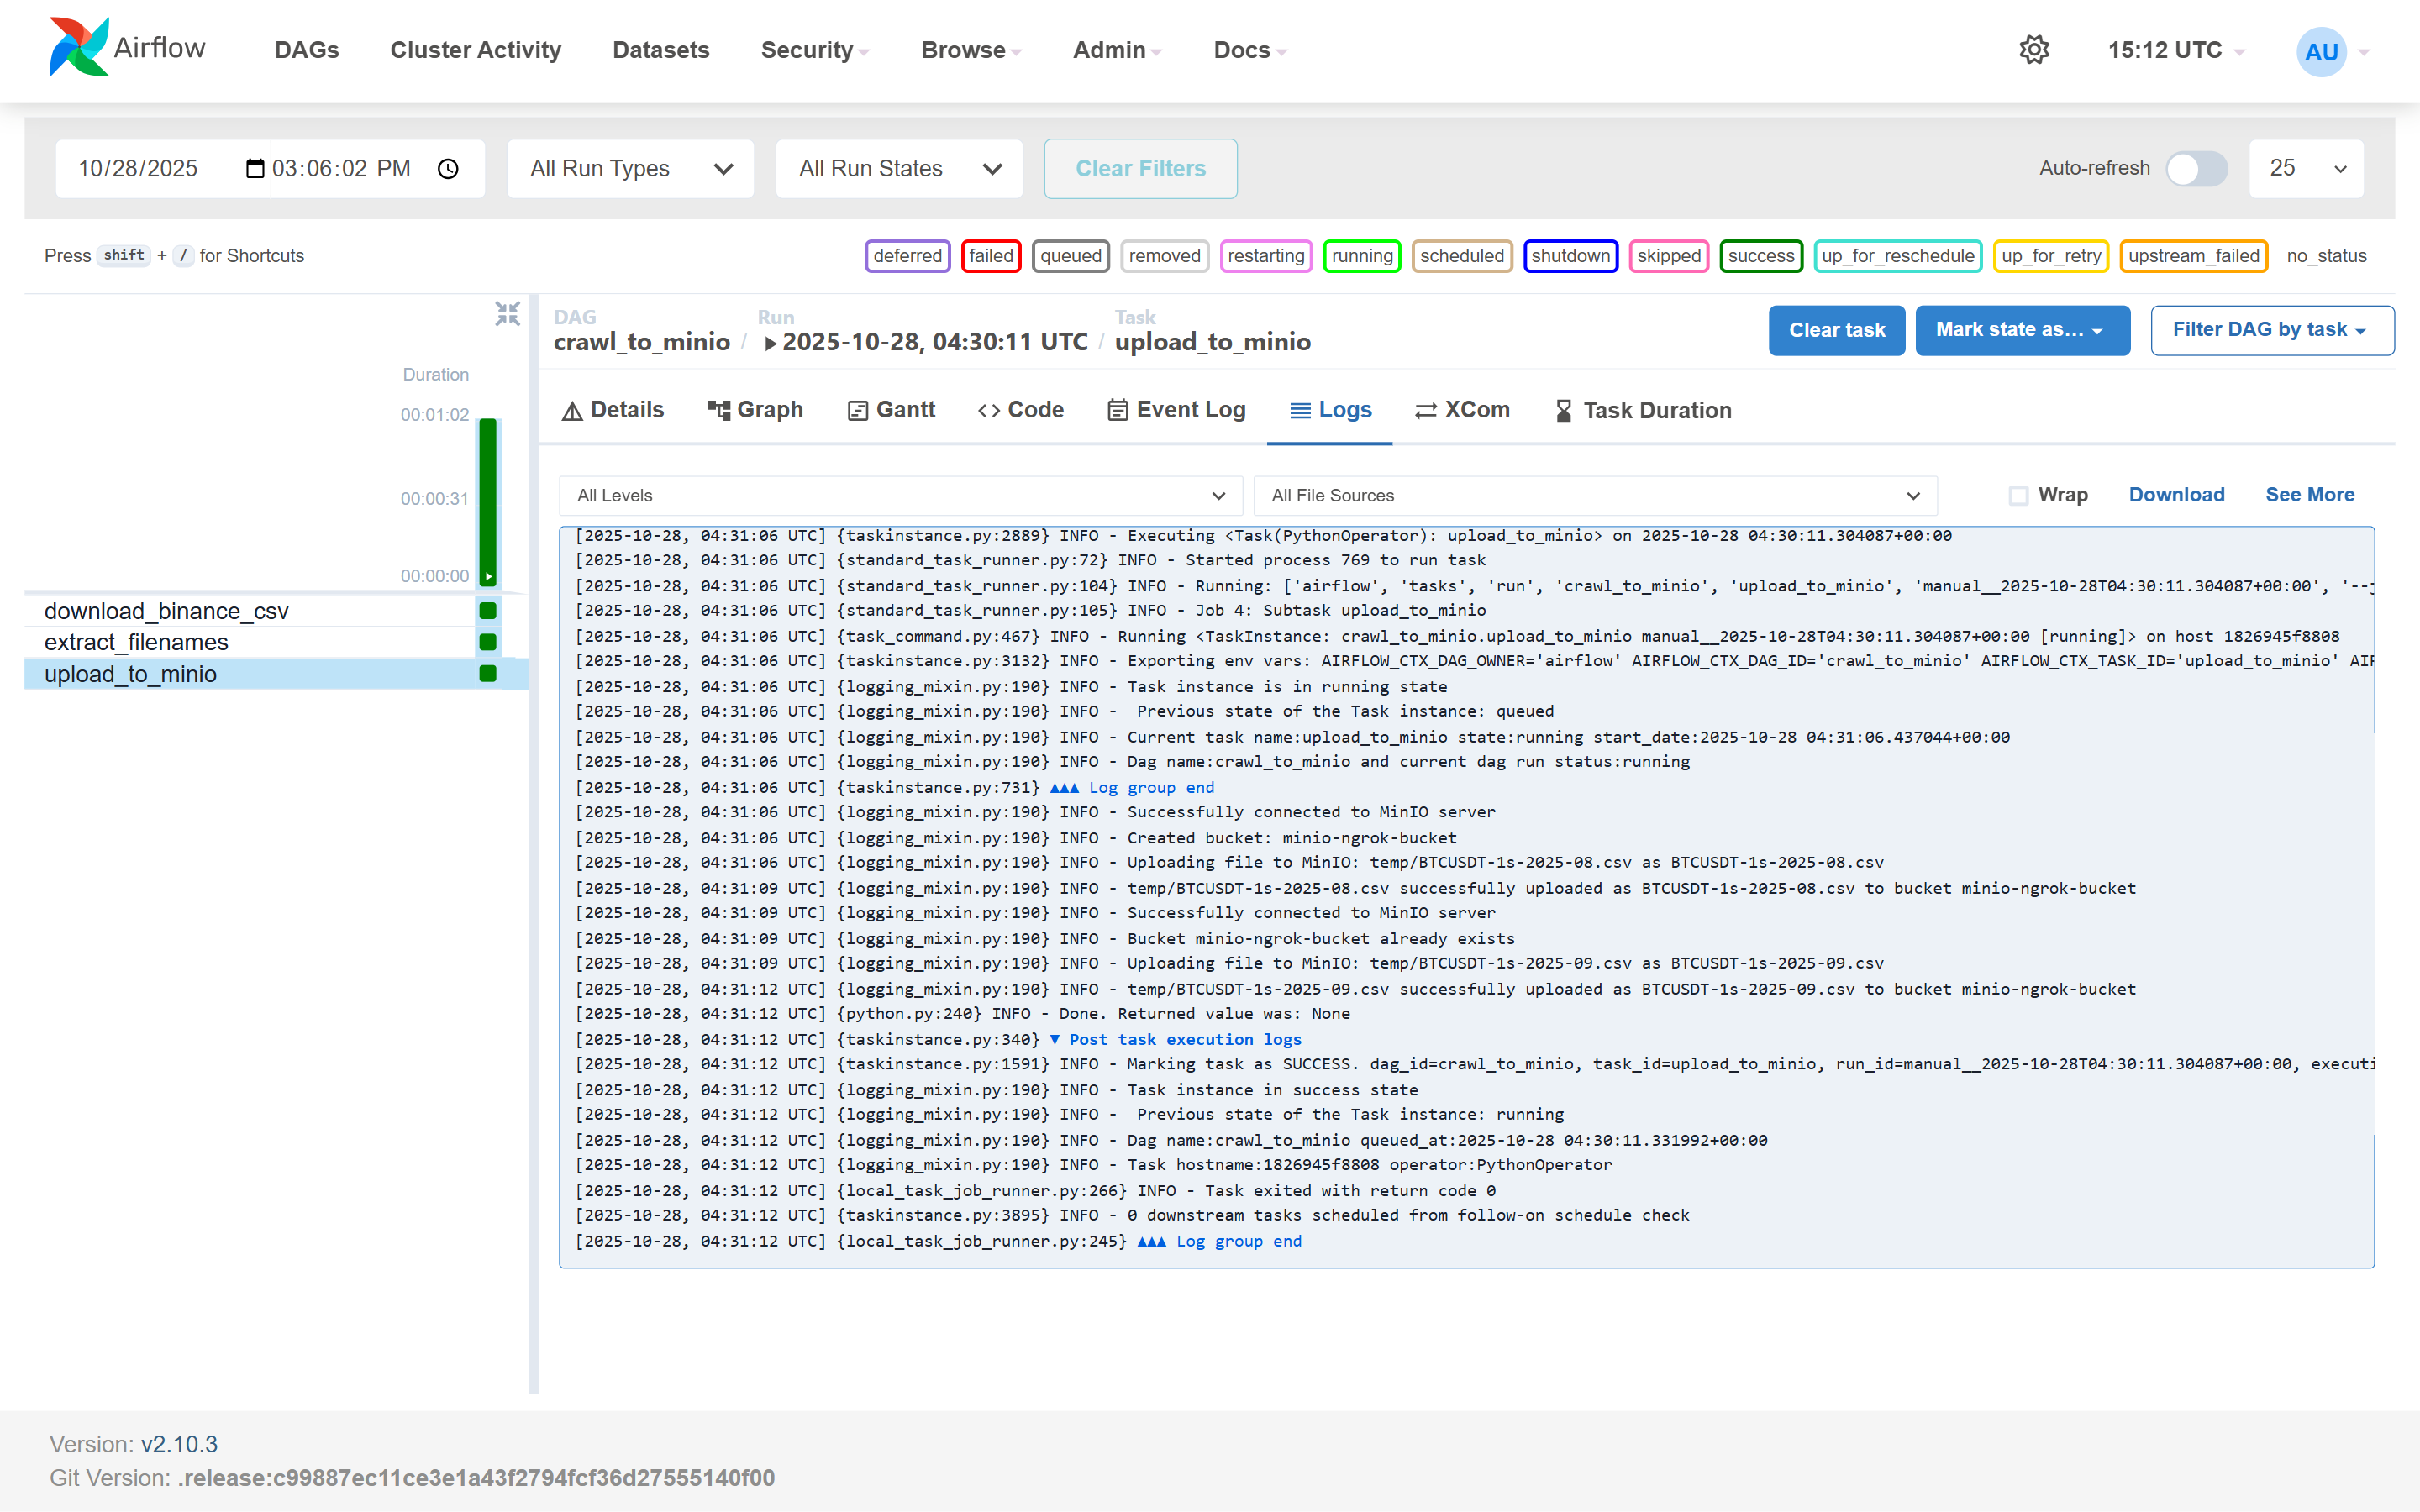 Airflow DAGs Cluster Activity Datasets Security Browse Admin Docs 15:12 UTC AU
10/28/2025 03:06:02 PM All Run Types All Run States Clear Filters Auto-refresh 25
Press shift + / for Shortcuts deferred failed queued removed restarting running scheduled shutdown skipped success up_for_reschedule up_for_retry upstream_failed no_status
Duration
00:01:02
00:00:31
00:00:00
download_binance_csv
extract_filenames
upload_to_minio
DAG Run Task
crawl_to_minio / 2025-10-28, 04:30:11 UTC / upload_to_minio
Clear task Mark state as… Filter DAG by task
Details Graph Gantt Code Event Log Logs XCom Task Duration
All Levels All File Sources Wrap Download See More
[2025-10-28, 04:31:06 UTC] {taskinstance.py:2889} INFO - Executing <Task(PythonOperator): upload_to_minio> on 2025-10-28 04:30:11.304087+00:00
[2025-10-28, 04:31:06 UTC] {standard_task_runner.py:72} INFO - Started process 769 to run task
[2025-10-28, 04:31:06 UTC] {standard_task_runner.py:104} INFO - Running: ['airflow', 'tasks', 'run', 'crawl_to_minio', 'upload_to_minio', 'manual__2025-10-28T04:30:11.304087+00:00', '--
[2025-10-28, 04:31:06 UTC] {standard_task_runner.py:105} INFO - Job 4: Subtask upload_to_minio
[2025-10-28, 04:31:06 UTC] {task_command.py:467} INFO - Running <TaskInstance: crawl_to_minio.upload_to_minio manual__2025-10-28T04:30:11.304087+00:00 [running]> on host 1826945f8808
[2025-10-28, 04:31:06 UTC] {taskinstance.py:3132} INFO - Exporting env vars: AIRFLOW_CTX_DAG_OWNER='airflow' AIRFLOW_CTX_DAG_ID='crawl_to_minio' AIRFLOW_CTX_TASK_ID='upload_to_minio' AIR
[2025-10-28, 04:31:06 UTC] {logging_mixin.py:190} INFO - Task instance is in running state
[2025-10-28, 04:31:06 UTC] {logging_mixin.py:190} INFO -  Previous state of the Task instance: queued
[2025-10-28, 04:31:06 UTC] {logging_mixin.py:190} INFO - Current task name:upload_to_minio state:running start_date:2025-10-28 04:31:06.437044+00:00
[2025-10-28, 04:31:06 UTC] {logging_mixin.py:190} INFO - Dag name:crawl_to_minio and current dag run status:running
[2025-10-28, 04:31:06 UTC] {taskinstance.py:731} ▲▲▲ Log group end
[2025-10-28, 04:31:06 UTC] {logging_mixin.py:190} INFO - Successfully connected to MinIO server
[2025-10-28, 04:31:06 UTC] {logging_mixin.py:190} INFO - Created bucket: minio-ngrok-bucket
[2025-10-28, 04:31:06 UTC] {logging_mixin.py:190} INFO - Uploading file to MinIO: temp/BTCUSDT-1s-2025-08.csv as BTCUSDT-1s-2025-08.csv
[2025-10-28, 04:31:09 UTC] {logging_mixin.py:190} INFO - temp/BTCUSDT-1s-2025-08.csv successfully uploaded as BTCUSDT-1s-2025-08.csv to bucket minio-ngrok-bucket
[2025-10-28, 04:31:09 UTC] {logging_mixin.py:190} INFO - Successfully connected to MinIO server
[2025-10-28, 04:31:09 UTC] {logging_mixin.py:190} INFO - Bucket minio-ngrok-bucket already exists
[2025-10-28, 04:31:09 UTC] {logging_mixin.py:190} INFO - Uploading file to MinIO: temp/BTCUSDT-1s-2025-09.csv as BTCUSDT-1s-2025-09.csv
[2025-10-28, 04:31:12 UTC] {logging_mixin.py:190} INFO - temp/BTCUSDT-1s-2025-09.csv successfully uploaded as BTCUSDT-1s-2025-09.csv to bucket minio-ngrok-bucket
[2025-10-28, 04:31:12 UTC] {python.py:240} INFO - Done. Returned value was: None
[2025-10-28, 04:31:12 UTC] {taskinstance.py:340} ▼ Post task execution logs
[2025-10-28, 04:31:12 UTC] {taskinstance.py:1591} INFO - Marking task as SUCCESS. dag_id=crawl_to_minio, task_id=upload_to_minio, run_id=manual__2025-10-28T04:30:11.304087+00:00, executi
[2025-10-28, 04:31:12 UTC] {logging_mixin.py:190} INFO - Task instance in success state
[2025-10-28, 04:31:12 UTC] {logging_mixin.py:190} INFO -  Previous state of the Task instance: running
[2025-10-28, 04:31:12 UTC] {logging_mixin.py:190} INFO - Dag name:crawl_to_minio queued_at:2025-10-28 04:30:11.331992+00:00
[2025-10-28, 04:31:12 UTC] {logging_mixin.py:190} INFO - Task hostname:1826945f8808 operator:PythonOperator
[2025-10-28, 04:31:12 UTC] {local_task_job_runner.py:266} INFO - Task exited with return code 0
[2025-10-28, 04:31:12 UTC] {taskinstance.py:3895} INFO - 0 downstream tasks scheduled from follow-on schedule check
[2025-10-28, 04:31:12 UTC] {local_task_job_runner.py:245} ▲▲▲ Log group end
Version: v2.10.3
Git Version: .release:c99887ec11ce3e1a43f2794fcf36d27555140f00